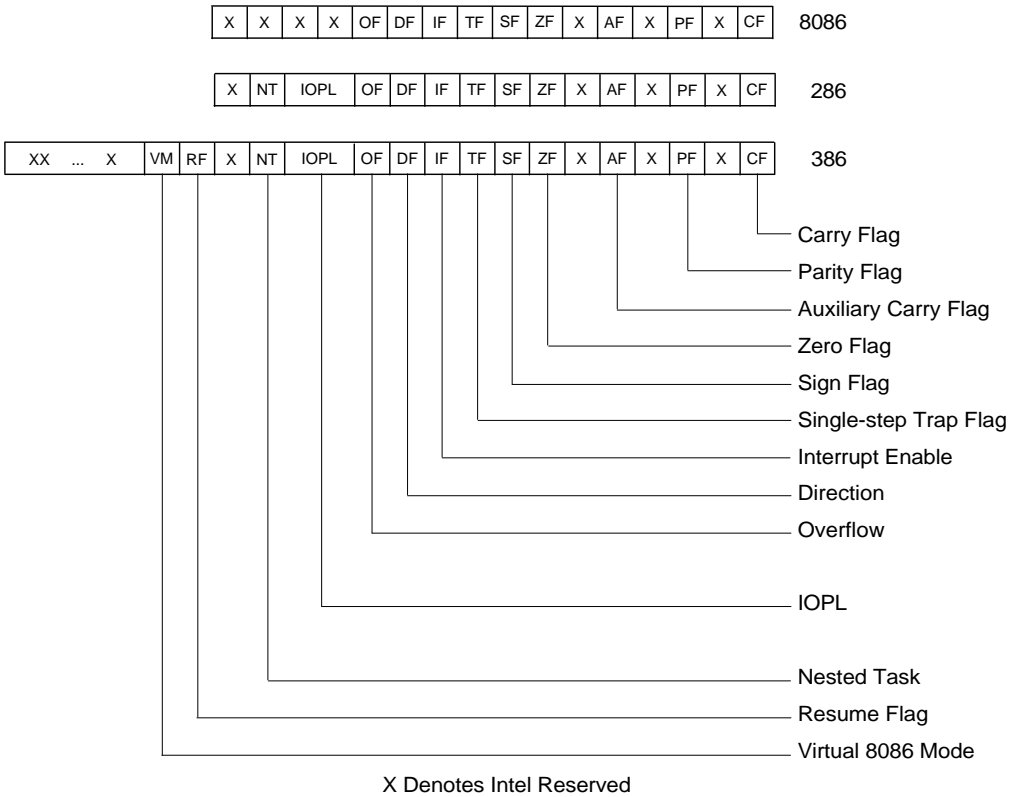 X X X X OF DF IF TF SF ZF X AF X PF X CF 8086
X NT IOPL OF DF IF TF SF ZF X AF X PF X CF 286
XX ... X VM RF X NT IOPL OF DF IF TF SF ZF X AF X PF X CF 386
Carry Flag
Parity Flag
Auxiliary Carry Flag
Zero Flag
Sign Flag
Single-step Trap Flag
Interrupt Enable
Direction
Overflow
IOPL
Nested Task
Resume Flag
Virtual 8086 Mode
X Denotes Intel Reserved